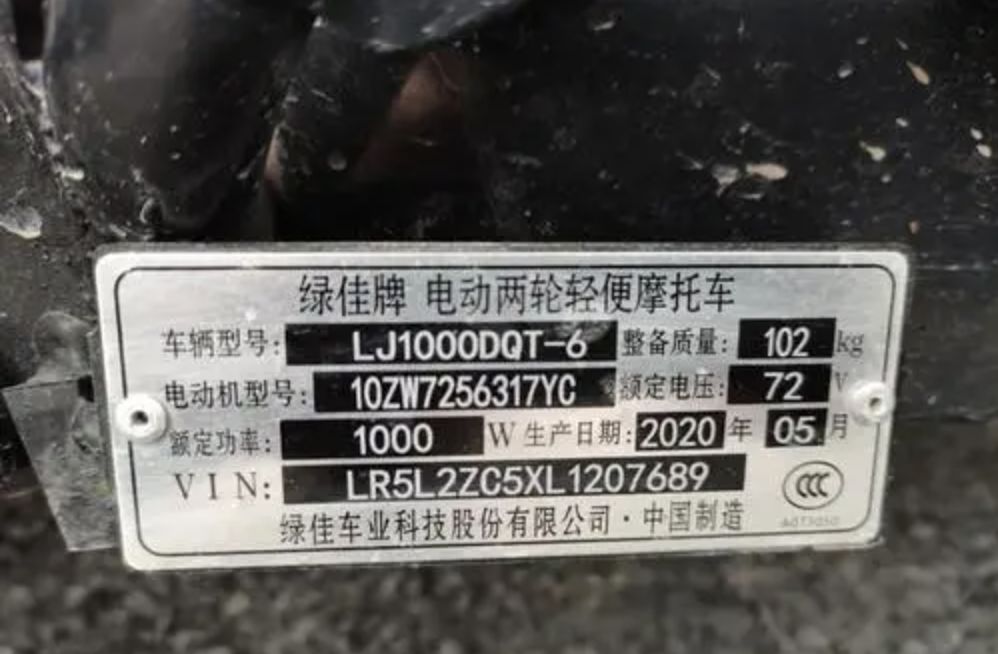 绿佳牌 电动两轮轻便摩托车
车辆型号: LJ1000DQT-6 整备质量: 102 kg
电动机型号: 10ZW7256317YC 额定电压: 72 V
额定功率: 1000 W 生产日期: 2020 年 05 月
VIN: LR5L2ZC5XL1207689
CCC
绿佳车业科技股份有限公司·中国制造